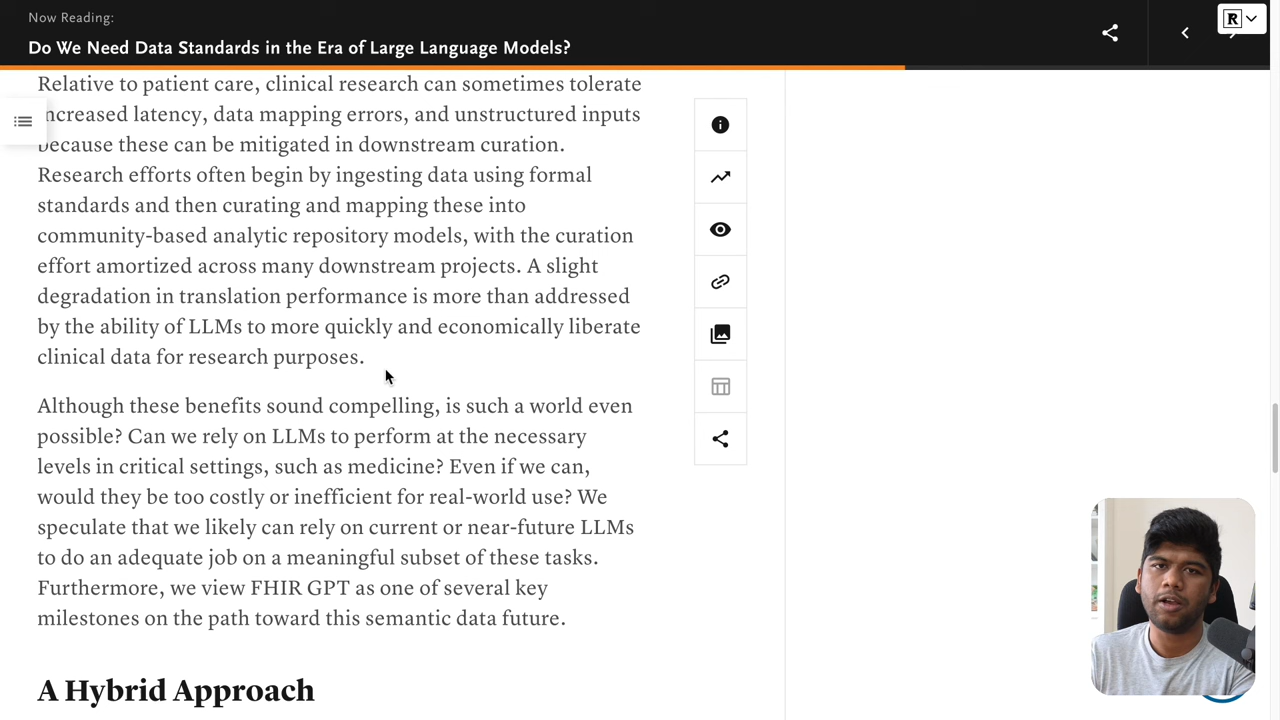 Now Reading:
Do We Need Data Standards in the Era of Large Language Models?
R
Relative to patient care, clinical research can sometimes tolerate
ncreased latency, data mapping errors, and unstructured inputs
because these can be mitigated in downstream curation.
Research efforts often begin by ingesting data using formal
standards and then curating and mapping these into
community-based analytic repository models, with the curation
effort amortized across many downstream projects. A slight
degradation in translation performance is more than addressed
by the ability of LLMs to more quickly and economically liberate
clinical data for research purposes.
Although these benefits sound compelling, is such a world even
possible? Can we rely on LLMs to perform at the necessary
levels in critical settings, such as medicine? Even if we can,
would they be too costly or inefficient for real-world use? We
speculate that we likely can rely on current or near-future LLMs
to do an adequate job on a meaningful subset of these tasks.
Furthermore, we view FHIR GPT as one of several key
milestones on the path toward this semantic data future.
A Hybrid Approach